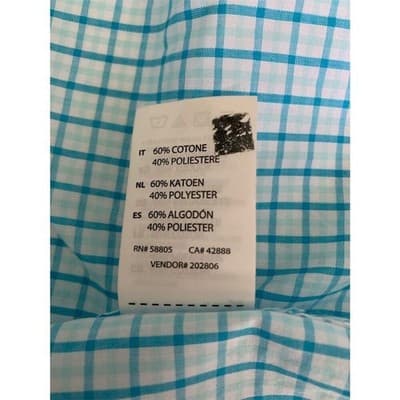 IT 60% COTONE
40% POLIESTERE
NL 60% KATOEN
40% POLYESTER
ES 60% ALGODÓN
40% POLIESTER
RN# 58805 CA# 42888
VENDOR# 202806